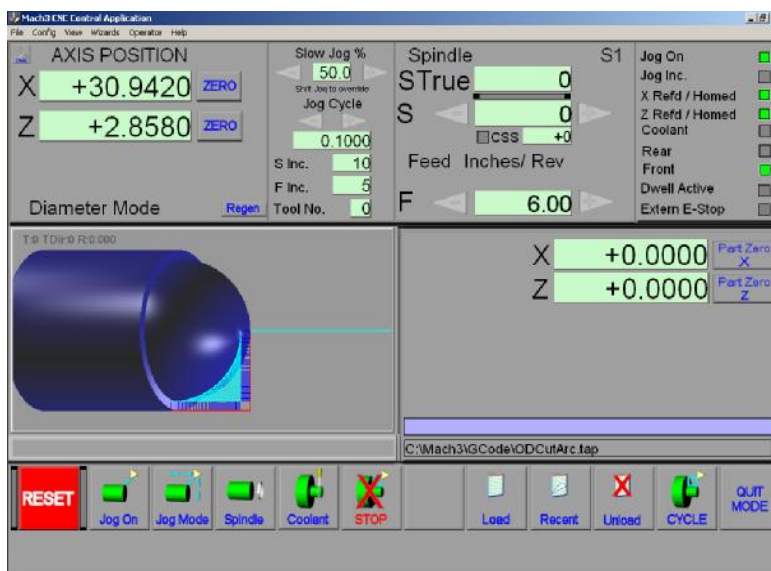 Mach3 CNC Control Application
File Config View Wizards Operator Help
AXIS POSITION
X +30.9420 ZERO
Z +2.8580 ZERO
Diameter Mode Regen
Slow Jog %
50.0
Shift Jog to override
Jog Cycle
0.1000
S Inc. 10
F Inc. 5
Tool No. 0
Spindle S1
STrue 0
S 0
CSS +0
Feed Inches/ Rev
F 6.00
Jog On
Jog Inc.
X Refd / Homed
Z Refd / Homed
Coolant
Rear
Front
Dwell Active
Extern E-Stop
T:0 TDir:0 R:0.000
X +0.0000 Part Zero X
Z +0.0000 Part Zero Z
C:\Mach3\GCode\ODCutArc.tap
RESET
Jog On
Jog Mode
Spindle
Coolant
STOP
Load
Recent
Unload
CYCLE
QUIT
MODE